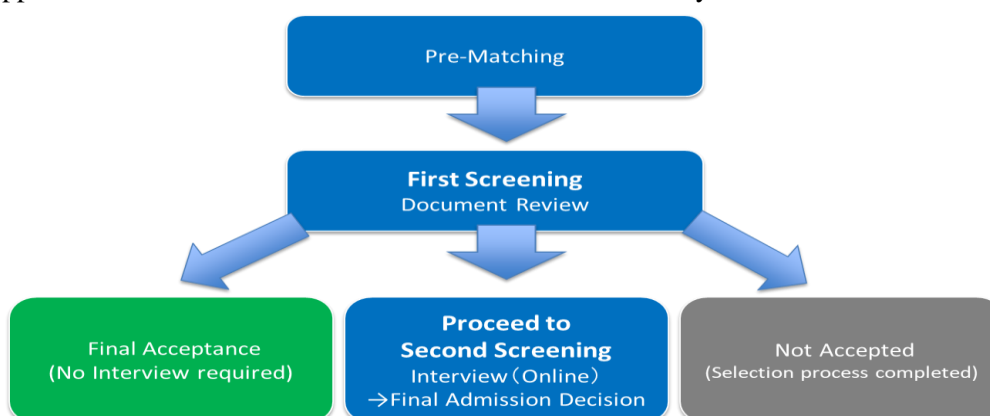 Pre-Matching
First Screening
Document Review
Final Acceptance
(No Interview required)
Proceed to
Second Screening
Interview（Online）
→Final Admission Decision
Not Accepted
(Selection process completed)